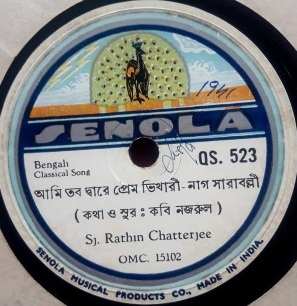 SENOLA
Bengali
Classical Song
QS. 523
আমি তব দ্বারে প্রেম ভিখারী - নাগ সারাবল্লী
( কথা ও সুর : কবি নজরুল )
Sj. Rathin Chatterjee
OMC. 15102
SENOLA MUSICAL PRODUCTS CO., MADE IN INDIA.